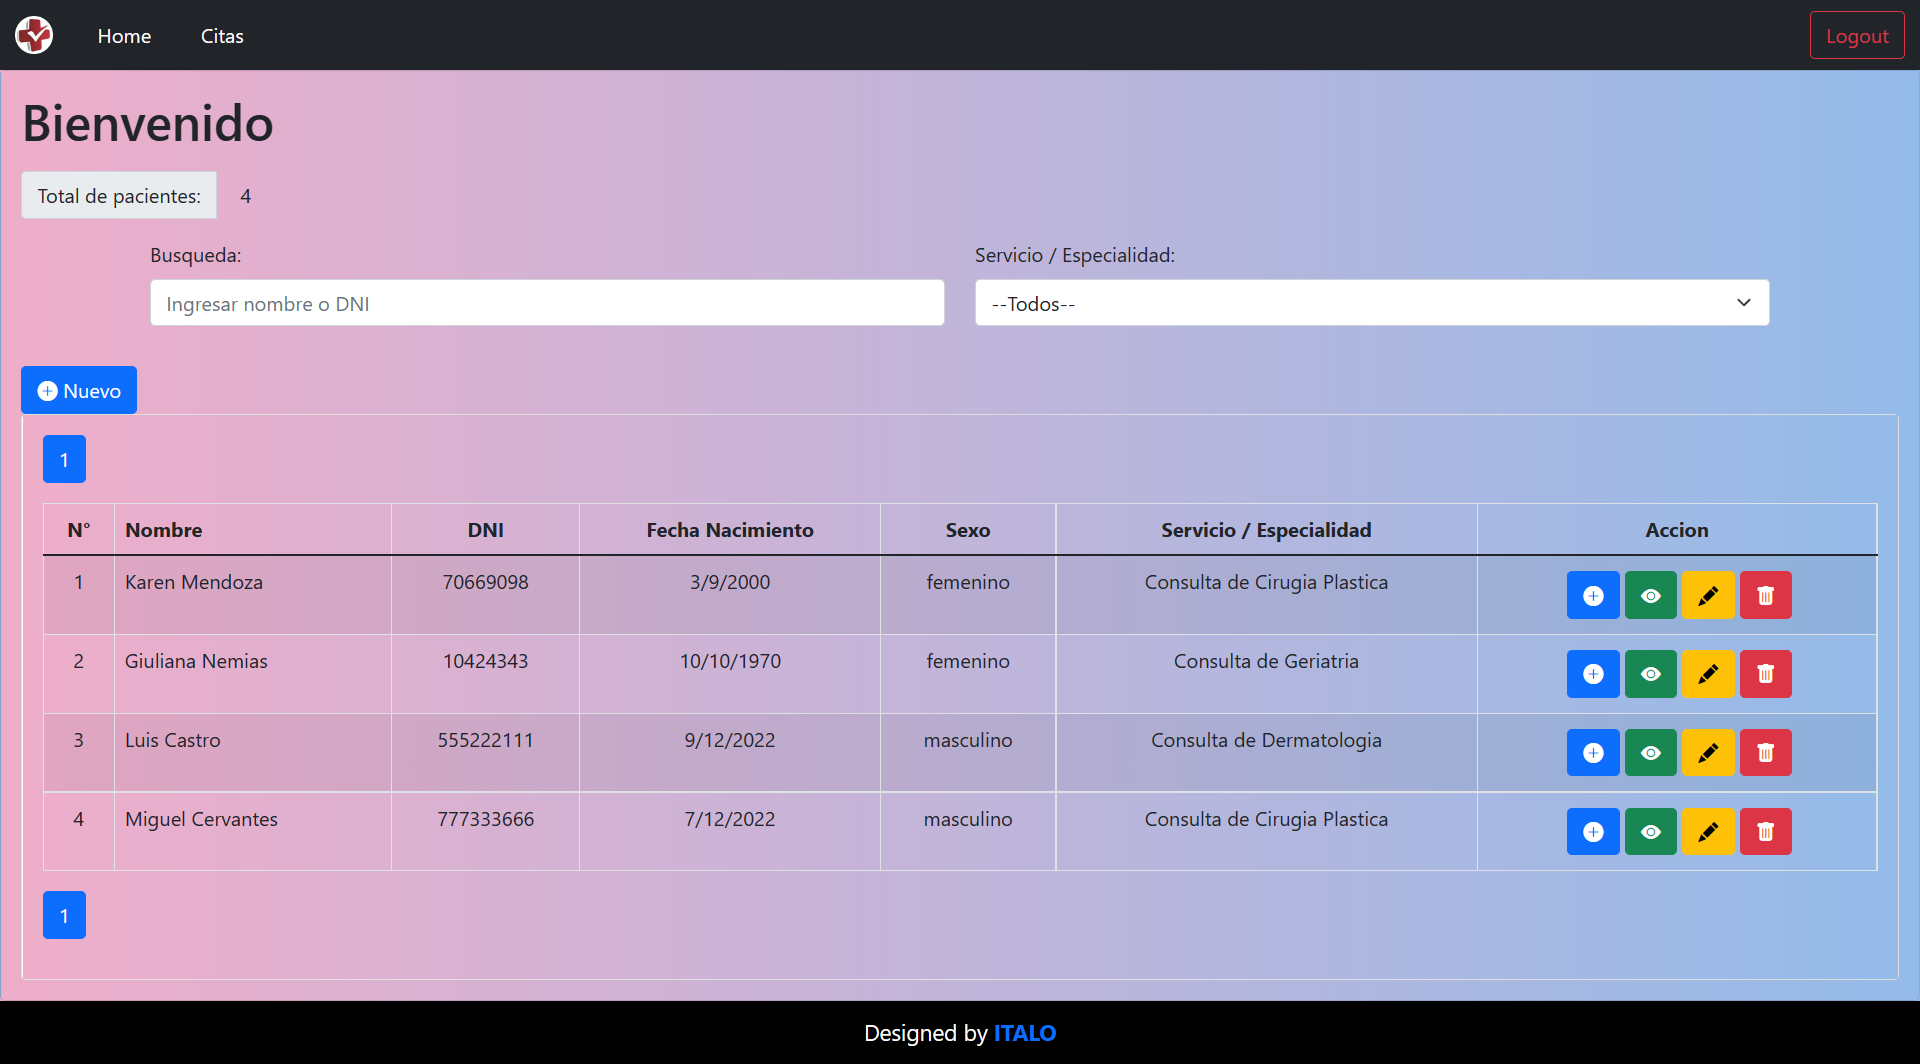 Home Citas Logout
Bienvenido
Total de pacientes: 4
Busqueda: Servicio / Especialidad:
Ingresar nombre o DNI --Todos--
Nuevo
1
N° Nombre DNI Fecha Nacimiento Sexo Servicio / Especialidad Accion
1 Karen Mendoza 70669098 3/9/2000 femenino Consulta de Cirugia Plastica
2 Giuliana Nemias 10424343 10/10/1970 femenino Consulta de Geriatria
3 Luis Castro 555222111 9/12/2022 masculino Consulta de Dermatologia
4 Miguel Cervantes 777333666 7/12/2022 masculino Consulta de Cirugia Plastica
1
Designed by ITALO